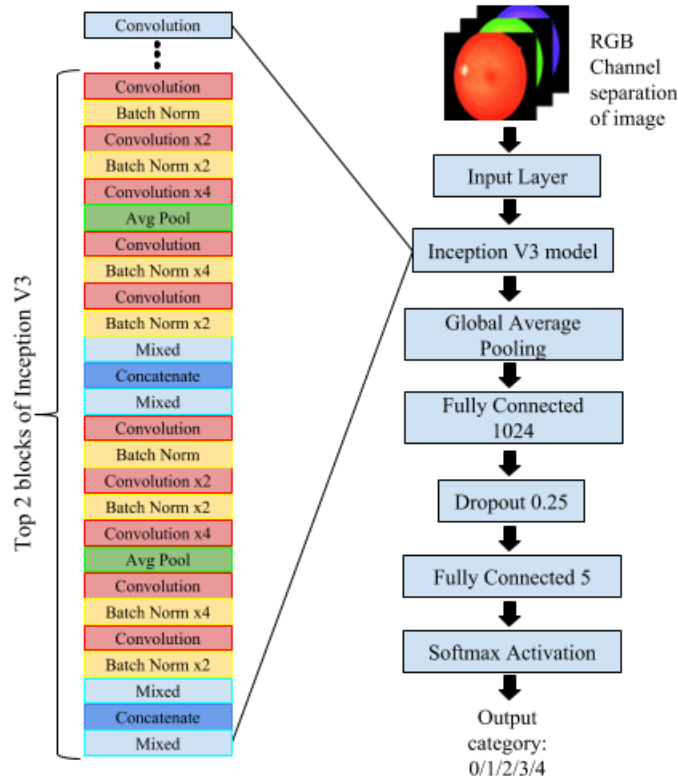 Convolution
Convolution
Batch Norm
Convolution x2
Batch Norm x2
Convolution x4
Avg Pool
Convolution
Batch Norm x4
Convolution
Batch Norm x2
Mixed
Concatenate
Mixed
Convolution
Batch Norm
Convolution x2
Batch Norm x2
Convolution x4
Avg Pool
Convolution
Batch Norm x4
Convolution
Batch Norm x2
Mixed
Concatenate
Mixed
Top 2 blocks of Inception V3
RGB
Channel
separation
of image
Input Layer
Inception V3 model
Global Average
Pooling
Fully Connected
1024
Dropout 0.25
Fully Connected 5
Softmax Activation
Output
category:
0/1/2/3/4